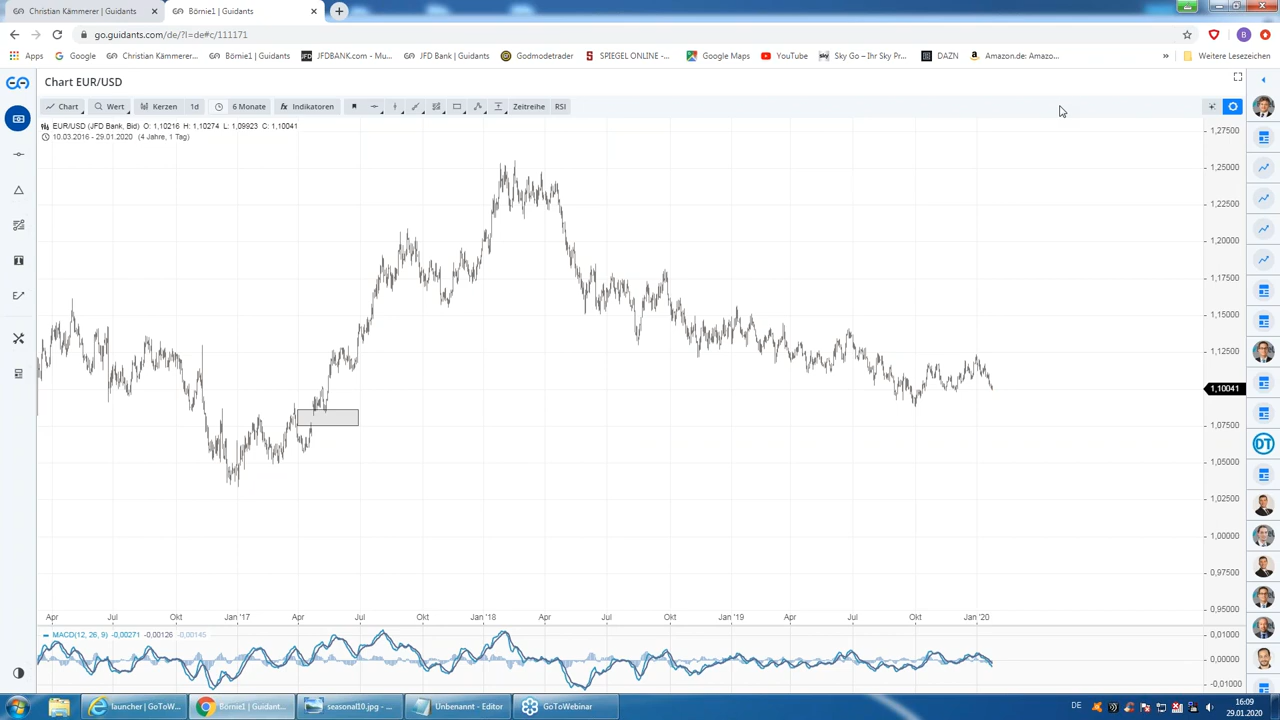 Christian Kämmerer | Guidants
Börnie1 | Guidants
go.guidants.com/de/?l=de#c/111171
Apps
Google
Christian Kämmerer...
Börnie1 | Guidants
JFDBANK.com - Mu...
JFD Bank | Guidants
Godmodetrader
SPIEGEL ONLINE -...
Google Maps
YouTube
Sky Go – Ihr Sky Pr...
DAZN
Amazon.de: Amazo...
Weitere Lesezeichen
Chart EUR/USD
Chart
Wert
Kerzen
1d
6 Monate
Indikatoren
Zeitreihe
RSI
EUR/USD (JFD Bank, Bid) O: 1,10216 H: 1,10274 L: 1,09923 C: 1,10041
10.03.2016 - 29.01.2020 (4 Jahre, 1 Tag)
1,27500
1,25000
1,22500
1,20000
1,17500
1,15000
1,12500
1,10041
1,07500
1,05000
1,02500
1,00000
0,97500
0,95000
Apr Jul Okt Jan '17 Apr Jul Okt Jan '18 Apr Jul Okt Jan '19 Apr Jul Okt Jan '20
MACD(12, 26, 9) -0,00271 -0,00126 -0,00145
0,01000
0,00000
-0,01000
DT
launcher | GoToW...
Börnie1 | Guidant...
seasonal10.jpg - ...
Unbenannt - Editor
GoToWebinar
DE
16:09
29.01.2020